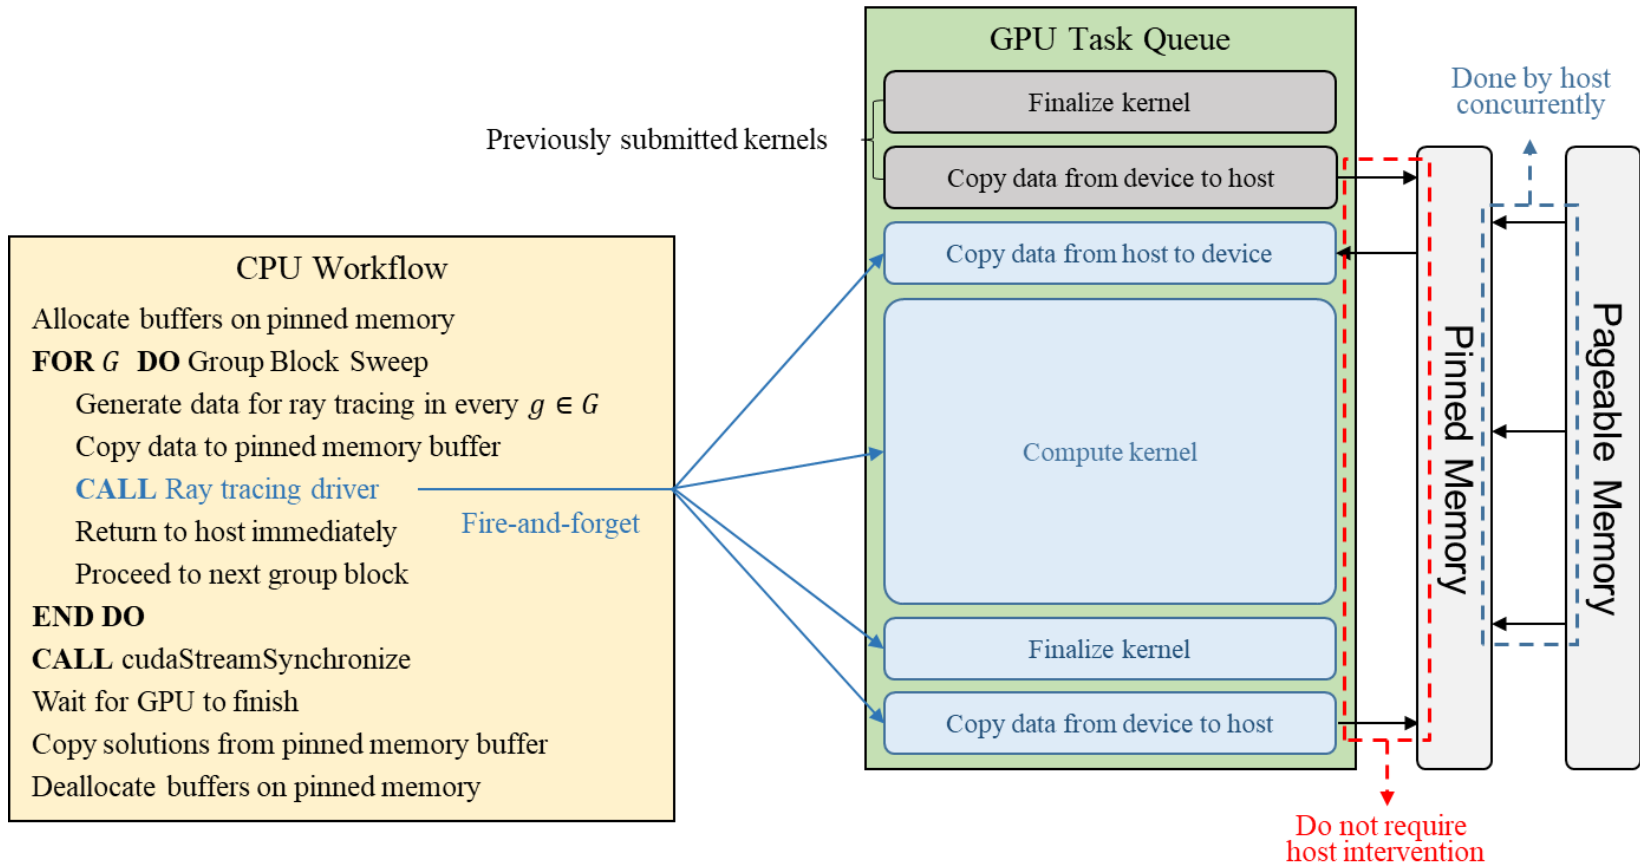 GPU Task Queue
Finalize kernel
Previously submitted kernels
Copy data from device to host
Copy data from host to device
Compute kernel
Finalize kernel
Copy data from device to host
Done by host
concurrently
Pinned Memory
Pageable Memory
Do not require
host intervention
CPU Workflow
Allocate buffers on pinned memory
FOR G DO Group Block Sweep
Generate data for ray tracing in every g ∈ G
Copy data to pinned memory buffer
CALL Ray tracing driver
Fire-and-forget
Return to host immediately
Proceed to next group block
END DO
CALL cudaStreamSynchronize
Wait for GPU to finish
Copy solutions from pinned memory buffer
Deallocate buffers on pinned memory